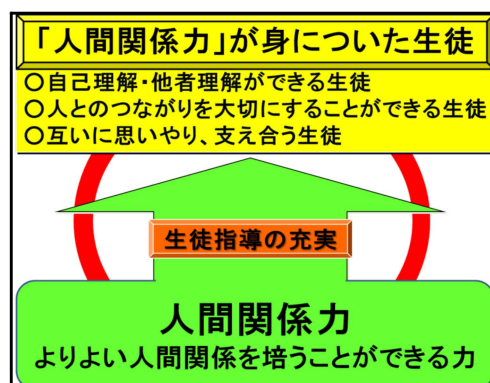 「人間関係力」が身についた生徒
○自己理解・他者理解ができる生徒
○人とのつながりを大切にすることができる生徒
○互いに思いやり、支え合う生徒
生徒指導の充実
人間関係力
よりよい人間関係を培うことができる力